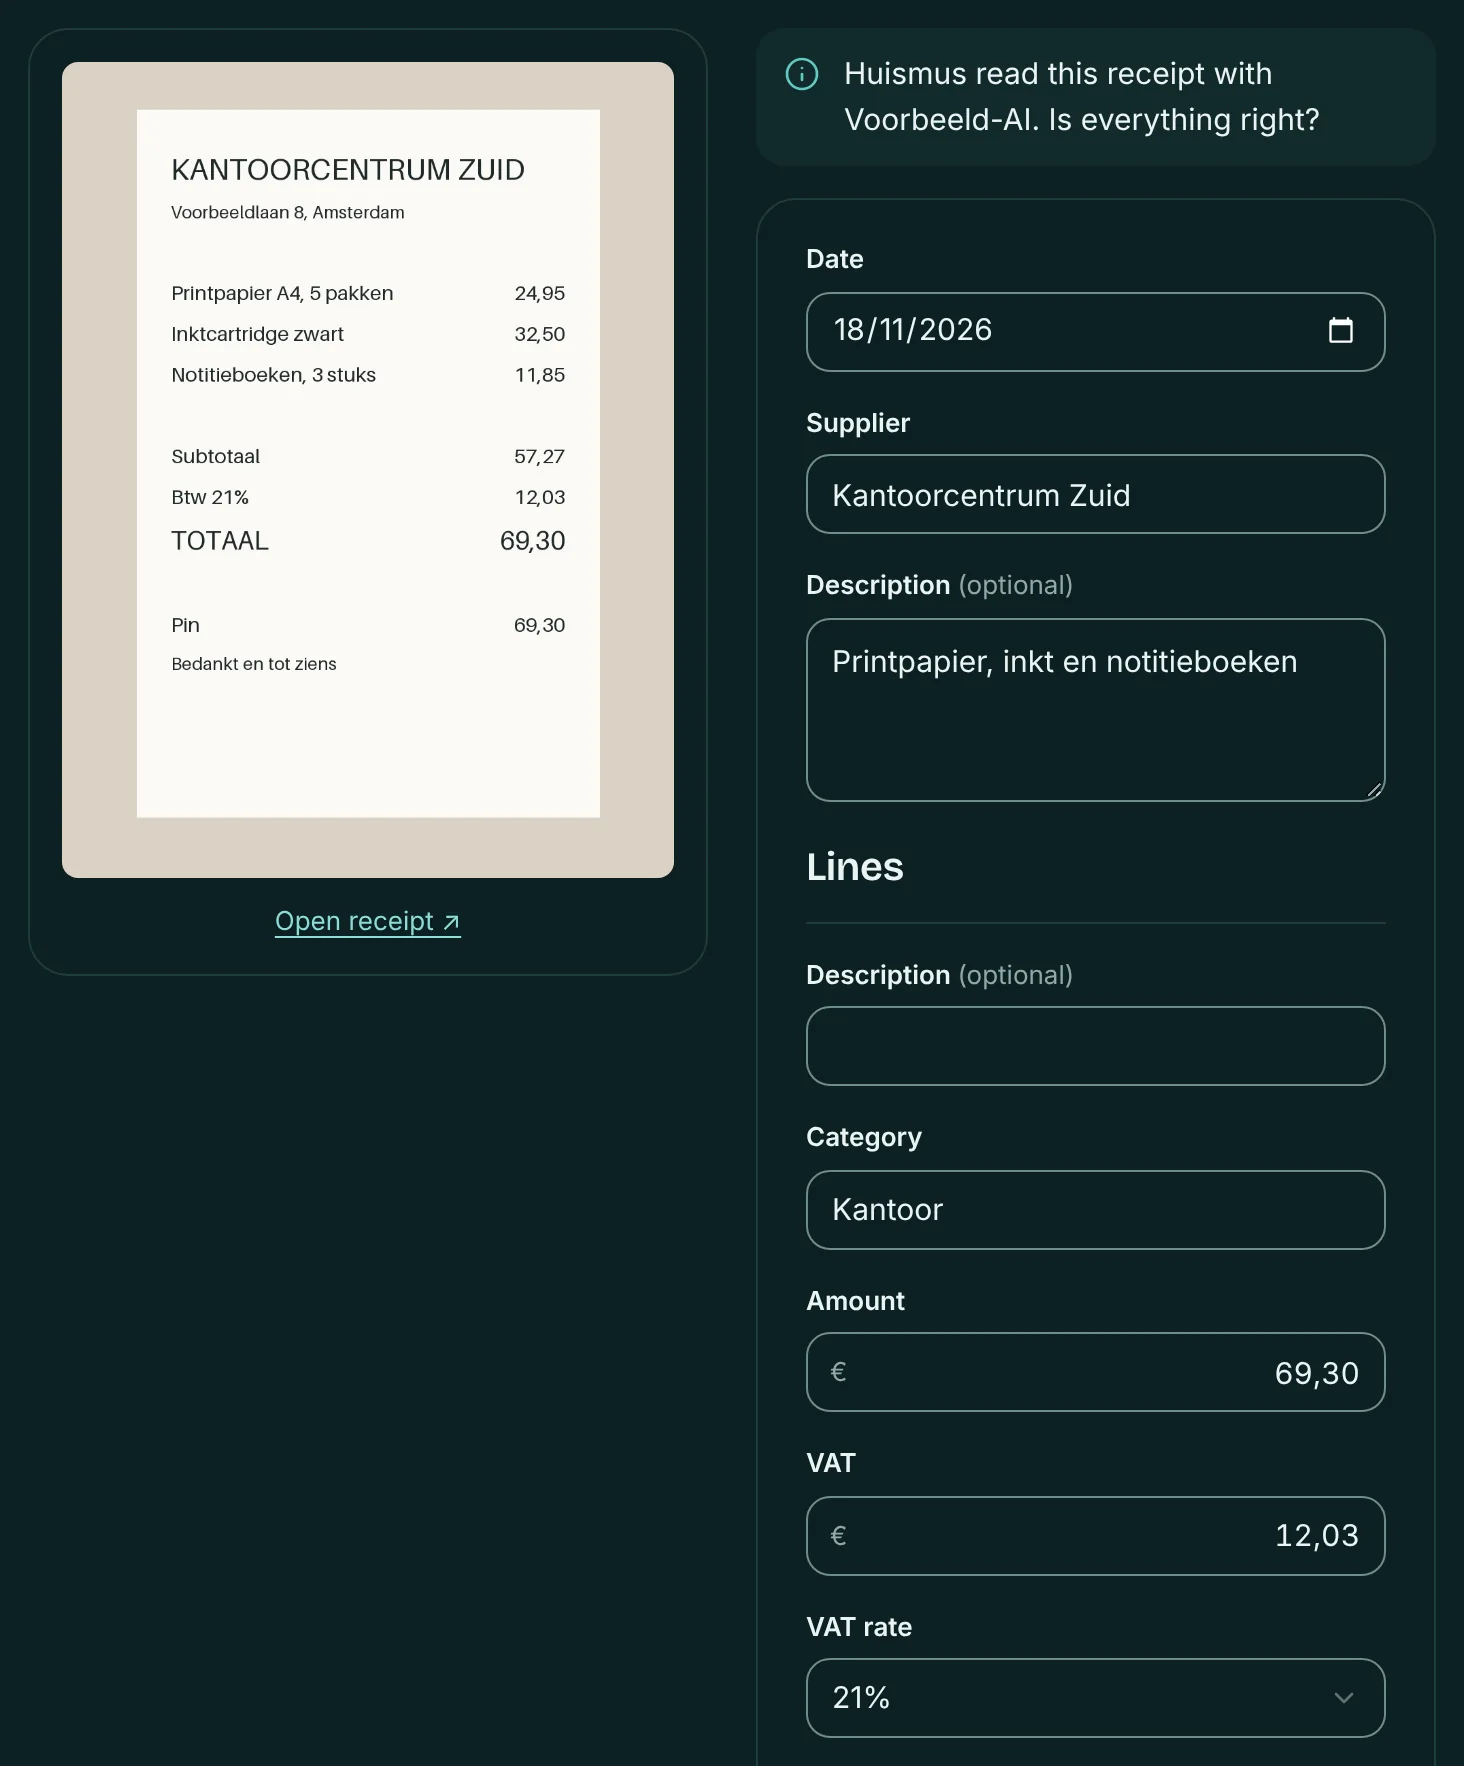 KANTOORCENTRUM ZUID
Voorbeeldlaan 8, Amsterdam
Printpapier A4, 5 pakken 24,95
Inktcartridge zwart 32,50
Notitieboeken, 3 stuks 11,85
Subtotaal 57,27
Btw 21% 12,03
TOTAAL 69,30
Pin 69,30
Bedankt en tot ziens
Open receipt ↗
Huismus read this receipt with
Voorbeeld-AI. Is everything right?
Date
18/11/2026
Supplier
Kantoorcentrum Zuid
Description (optional)
Printpapier, inkt en notitieboeken
Lines
Description (optional)
Category
Kantoor
Amount
€ 69,30
VAT
€ 12,03
VAT rate
21%